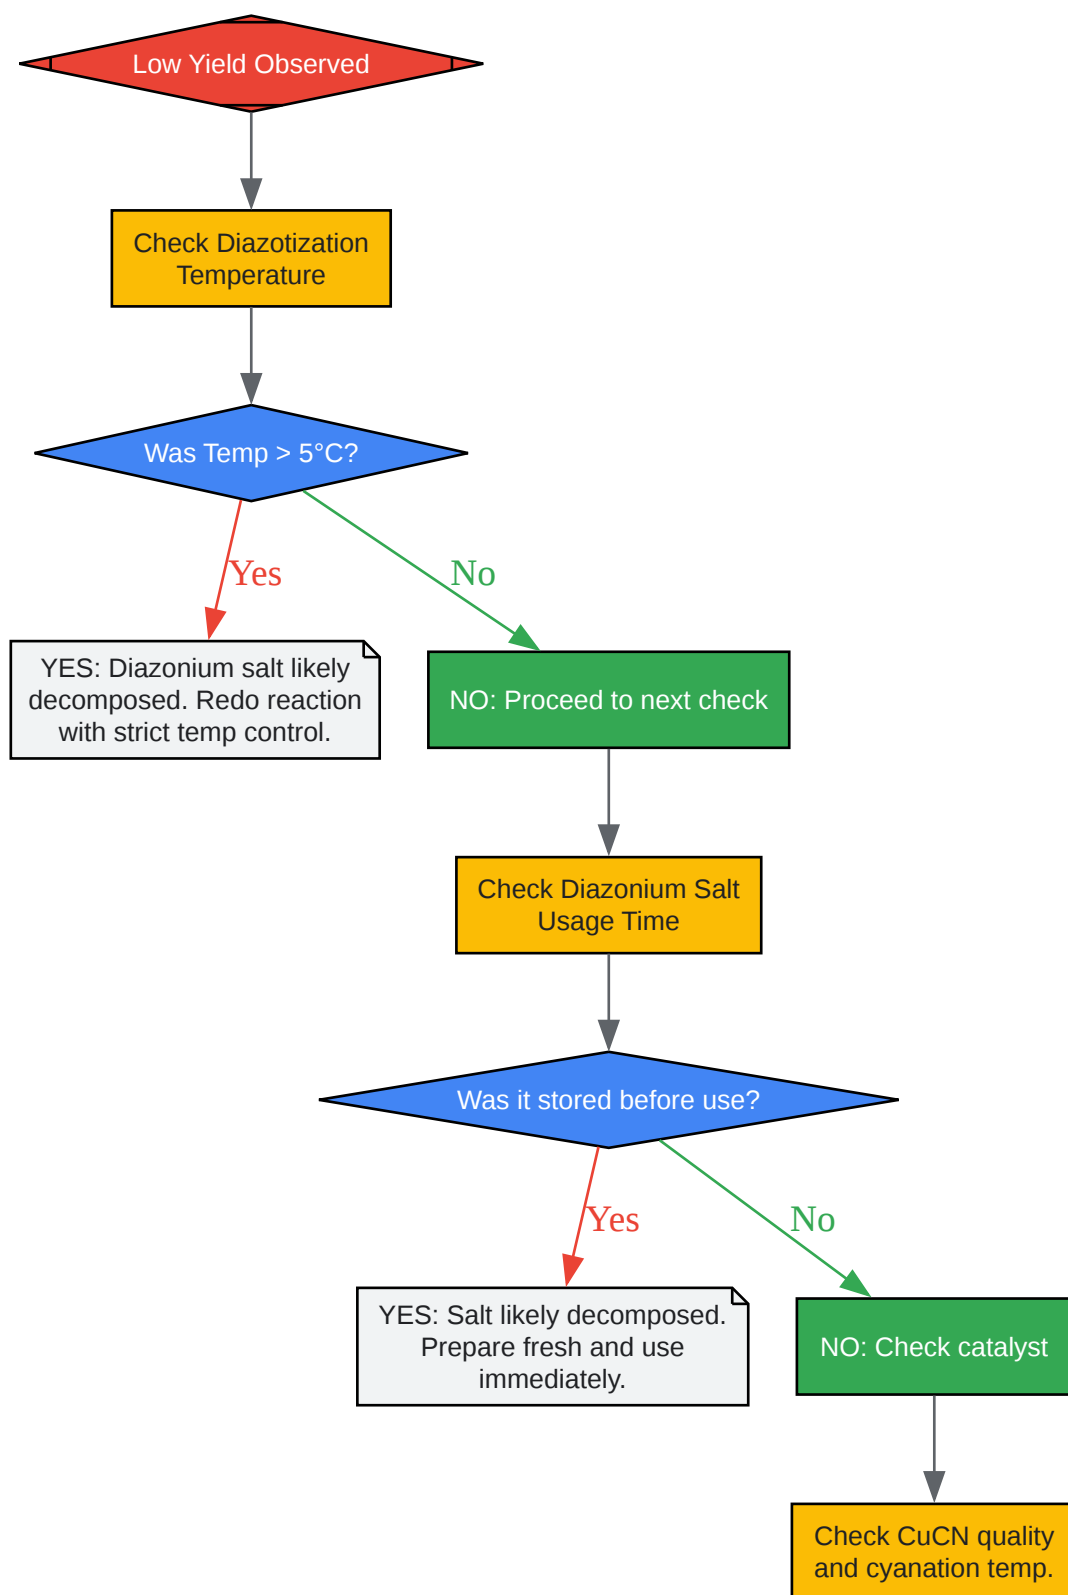 Low Yield Observed
Check Diazotization
Temperature
Was Temp > 5°C?
Yes
No
YES: Diazonium salt likely
decomposed. Redo reaction
with strict temp control.
NO: Proceed to next check
Check Diazonium Salt
Usage Time
Was it stored before use?
Yes
No
YES: Salt likely decomposed.
Prepare fresh and use
immediately.
NO: Check catalyst
Check CuCN quality
and cyanation temp.